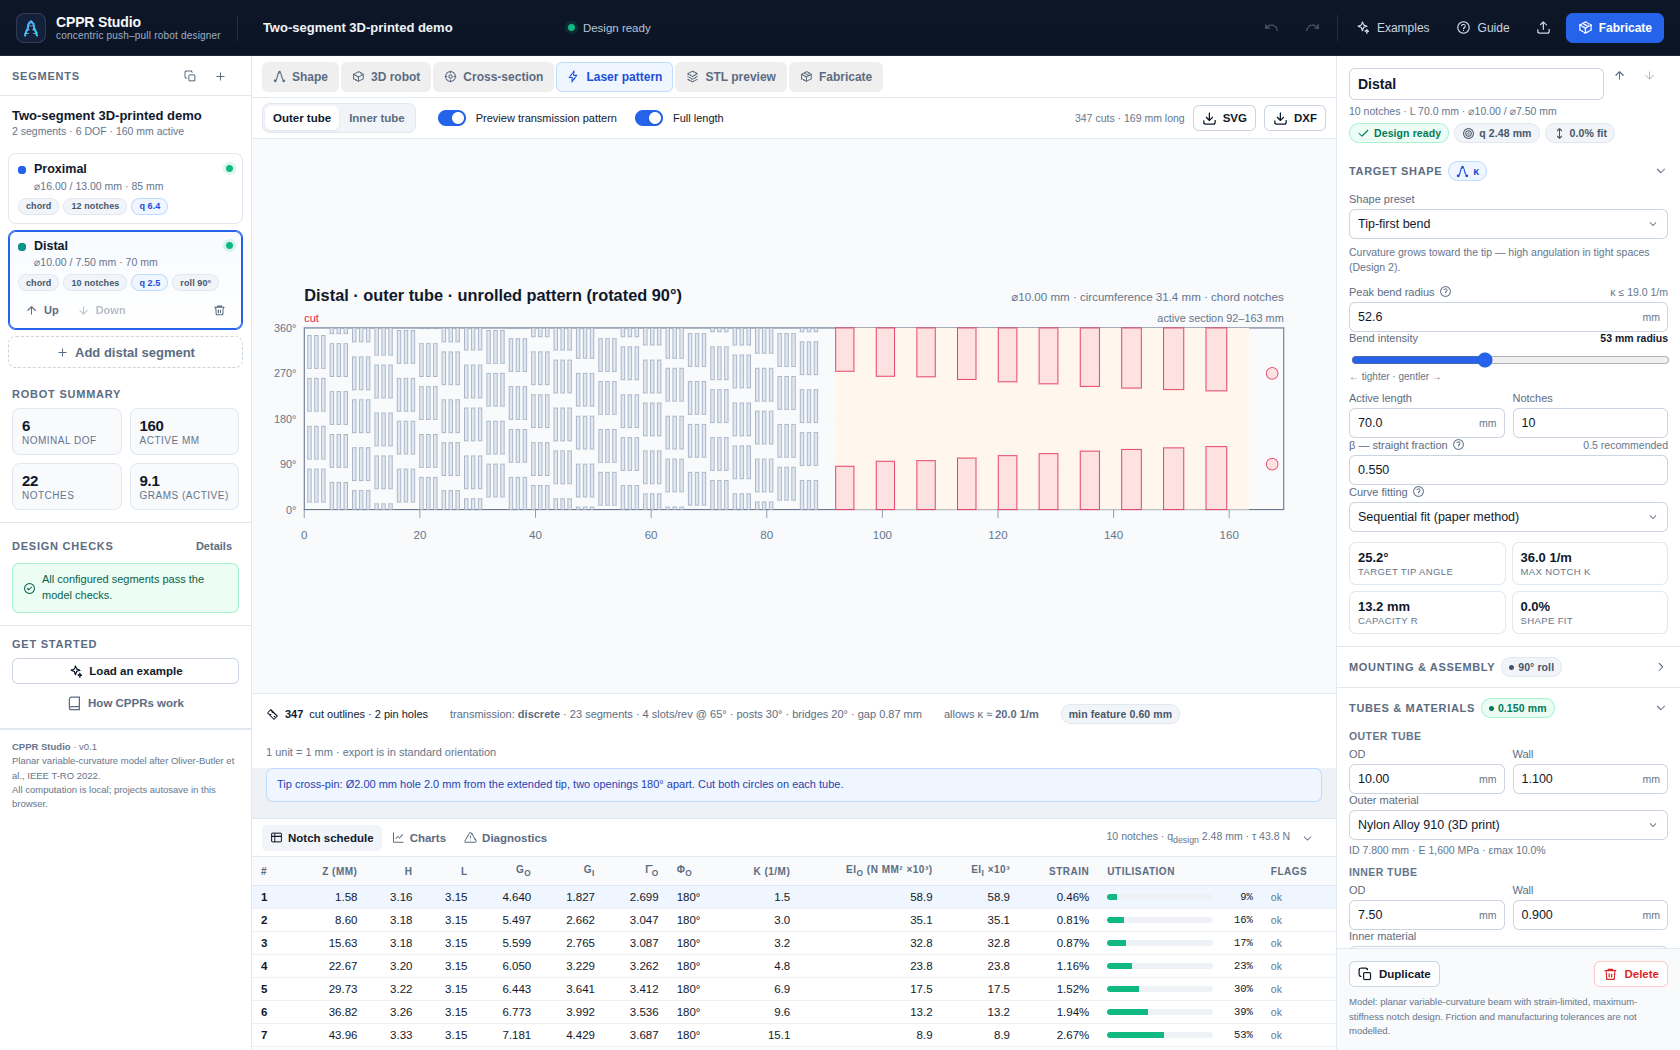 CPPR Studio
concentric push–pull robot designer
Two-segment 3D-printed demo
Design ready
Examples
Guide
Fabricate
SEGMENTS
Two-segment 3D-printed demo
2 segments · 6 DOF · 160 mm active
Proximal
⌀16.00 / 13.00 mm · 85 mm
chord
12 notches
q 6.4
Distal
⌀10.00 / 7.50 mm · 70 mm
chord
10 notches
q 2.5
roll 90°
Up
Down
Add distal segment
ROBOT SUMMARY
6
NOMINAL DOF
160
ACTIVE MM
22
NOTCHES
9.1
GRAMS (ACTIVE)
DESIGN CHECKS
Details
All configured segments pass the
model checks.
GET STARTED
Load an example
How CPPRs work
CPPR Studio · v0.1
Planar variable-curvature model after Oliver-Butler et
al., IEEE T-RO 2022.
All computation is local; projects autosave in this
browser.
Shape
3D robot
Cross-section
Laser pattern
STL preview
Fabricate
Outer tube
Inner tube
Preview transmission pattern
Full length
347 cuts · 169 mm long
SVG
DXF
Distal · outer tube · unrolled pattern (rotated 90°)
⌀10.00 mm · circumference 31.4 mm · chord notches
cut
active section 92–163 mm
360°
270°
180°
90°
0°
0
20
40
60
80
100
120
140
160
347 cut outlines · 2 pin holes
transmission: discrete · 23 segments · 4 slots/rev @ 65° · posts 30° · bridges 20° · gap 0.87 mm
allows κ ≈ 20.0 1/m
min feature 0.60 mm
1 unit = 1 mm · export is in standard orientation
Tip cross-pin: Ø2.00 mm hole 2.0 mm from the extended tip, two openings 180° apart. Cut both circles on each tube.
Notch schedule
Charts
Diagnostics
10 notches · qdesign 2.48 mm · τ 43.8 N
# Z (MM) H L GO GI ΓO ΦO Κ (1/M) EIO (N MM² ×10³) EII ×10³ STRAIN UTILISATION FLAGS
1 1.58 3.16 3.15 4.640 1.827 2.699 180° 1.5 58.9 58.9 0.46% 9% ok
2 8.60 3.18 3.15 5.497 2.662 3.047 180° 3.0 35.1 35.1 0.81% 16% ok
3 15.63 3.18 3.15 5.599 2.765 3.087 180° 3.2 32.8 32.8 0.87% 17% ok
4 22.67 3.20 3.15 6.050 3.229 3.262 180° 4.8 23.8 23.8 1.16% 23% ok
5 29.73 3.22 3.15 6.443 3.641 3.412 180° 6.9 17.5 17.5 1.52% 30% ok
6 36.82 3.26 3.15 6.773 3.992 3.536 180° 9.6 13.2 13.2 1.94% 39% ok
7 43.96 3.33 3.15 7.181 4.429 3.687 180° 15.1 8.9 8.9 2.67% 53% ok
Distal
10 notches · L 70.0 mm · ⌀10.00 / ⌀7.50 mm
Design ready
q 2.48 mm
0.0% fit
TARGET SHAPE
κ
Shape preset
Tip-first bend
Curvature grows toward the tip — high angulation in tight spaces
(Design 2).
Peak bend radius
κ ≤ 19.0 1/m
52.6 mm
Bend intensity
53 mm radius
← tighter · gentler →
Active length
Notches
70.0 mm
10
β — straight fraction
0.5 recommended
0.550
Curve fitting
Sequential fit (paper method)
25.2°
TARGET TIP ANGLE
36.0 1/m
MAX NOTCH Κ
13.2 mm
CAPACITY R
0.0%
SHAPE FIT
MOUNTING & ASSEMBLY
90° roll
TUBES & MATERIALS
0.150 mm
OUTER TUBE
OD
Wall
10.00 mm
1.100 mm
Outer material
Nylon Alloy 910 (3D print)
ID 7.800 mm · E 1,600 MPa · εmax 10.0%
INNER TUBE
OD
Wall
7.50 mm
0.900 mm
Inner material
Duplicate
Delete
Model: planar variable-curvature beam with strain-limited, maximum-
stiffness notch design. Friction and manufacturing tolerances are not
modelled.